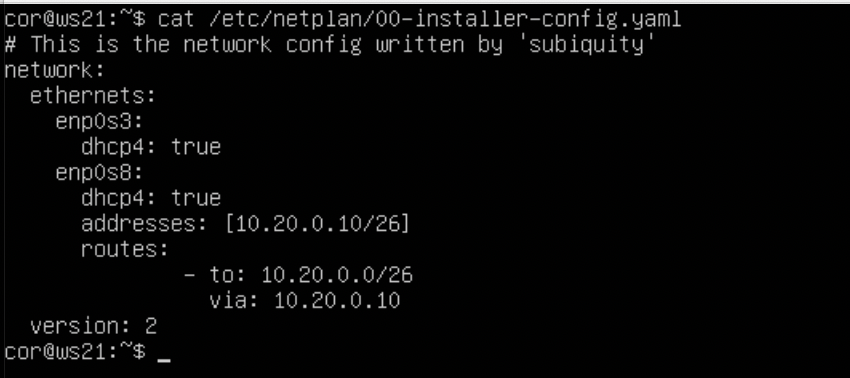 cor@ws21:~$ cat /etc/netplan/00-installer-config.yaml
# This is the network config written by 'subiquity'
network:
  ethernets:
    enp0s3:
      dhcp4: true
    enp0s8:
      dhcp4: true
      addresses: [10.20.0.10/26]
      routes:
              - to: 10.20.0.0/26
                via: 10.20.0.10
  version: 2
cor@ws21:~$ _